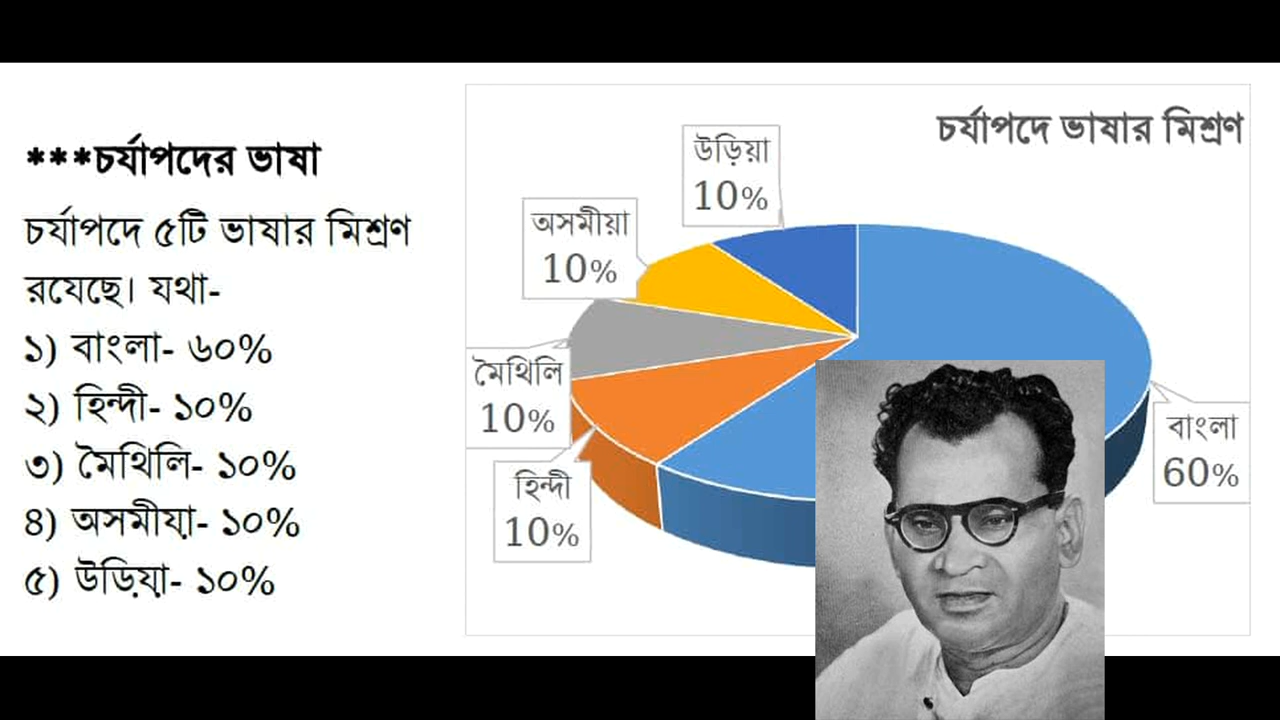 ***চর্যাপদের ভাষা
চর্যাপদে ৫টি ভাষার মিশ্রণ
রযেছে। যথা-
১) বাংলা- ৬০%
২) হিন্দী- ১০%
৩) মৈথিলি- ১০%
৪) অসমীয়া- ১০%
৫) উড়িয়া- ১০%
চর্যাপদে ভাষার মিশ্রণ
উড়িয়া
10%
অসমীয়া
10%
মৈথিলি
10%
হিন্দী
10%
বাংলা
60%